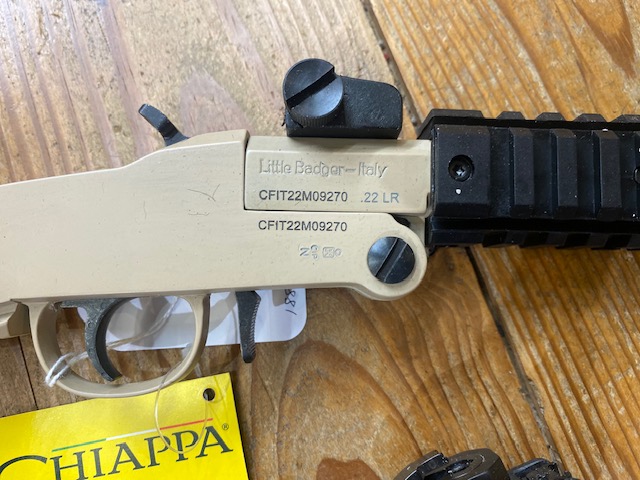 Little Badger—Italy
CFIT22M09270 .22 LR
CFIT22M09270
CHIAPPA®